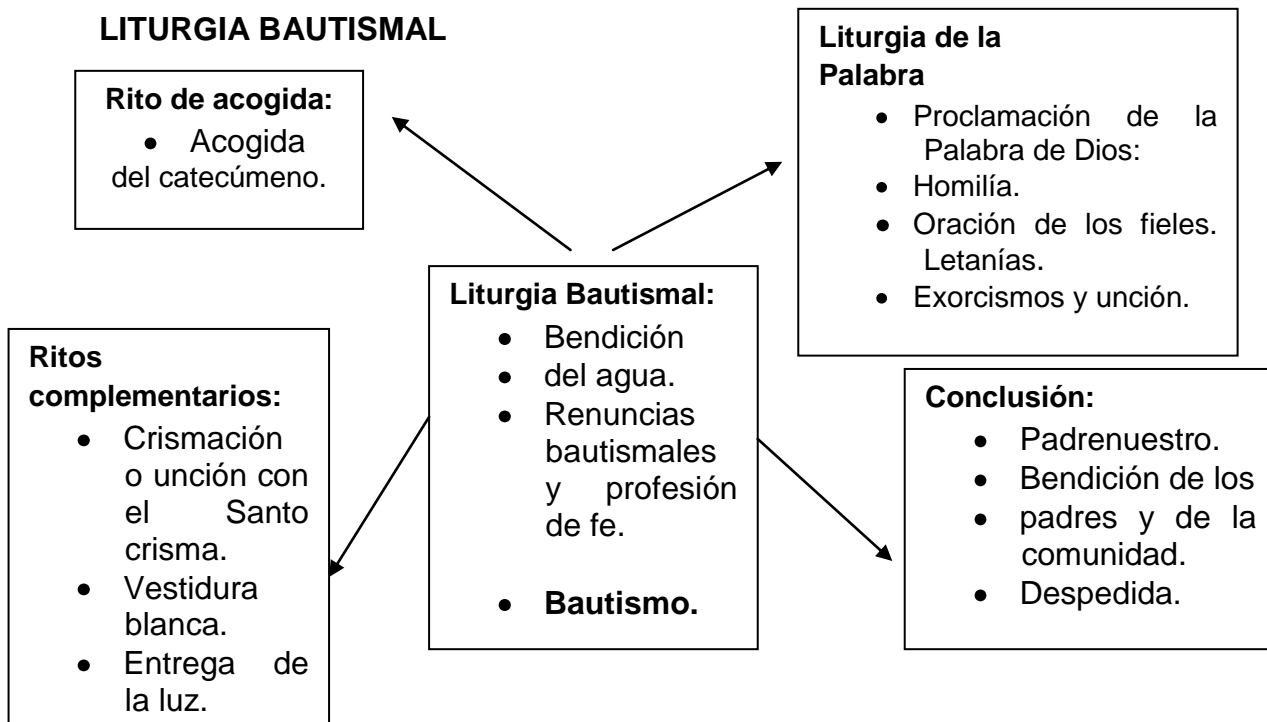 LITURGIA BAUTISMAL
Rito de acogida:
• Acogida
del catecúmeno.
Liturgia de la
Palabra
• Proclamación de la
Palabra de Dios:
• Homilía.
• Oración de los fieles.
Letanías.
• Exorcismos y unción.
Liturgia Bautismal:
• Bendición
• del agua.
• Renuncias
bautismales
y profesión
de fe.
• Bautismo.
Ritos
complementarios:
• Crismación
o unción con
el Santo
crisma.
• Vestidura
blanca.
• Entrega de
la luz.
Conclusión:
• Padrenuestro.
• Bendición de los
• padres y de la
comunidad.
• Despedida.